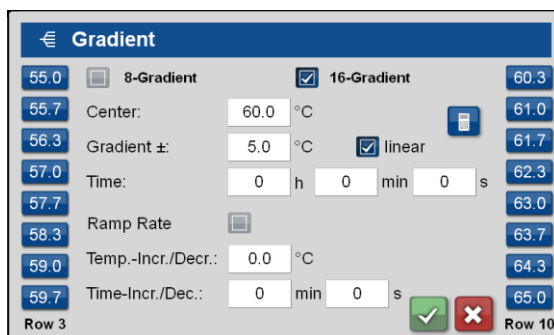 Gradient
55.0 8-Gradient 16-Gradient 60.3
55.7 Center: 60.0 °C 61.0
56.3 Gradient ±: 5.0 °C linear 61.7
57.0 Time: 0 h 0 min 0 s 62.3
57.7 63.0
58.3 Ramp Rate 63.7
59.0 Temp.-Incr./Decr.: 0.0 °C 64.3
59.7 Time-Incr./Dec.: 0 min 0 s 65.0
Row 3 Row 10